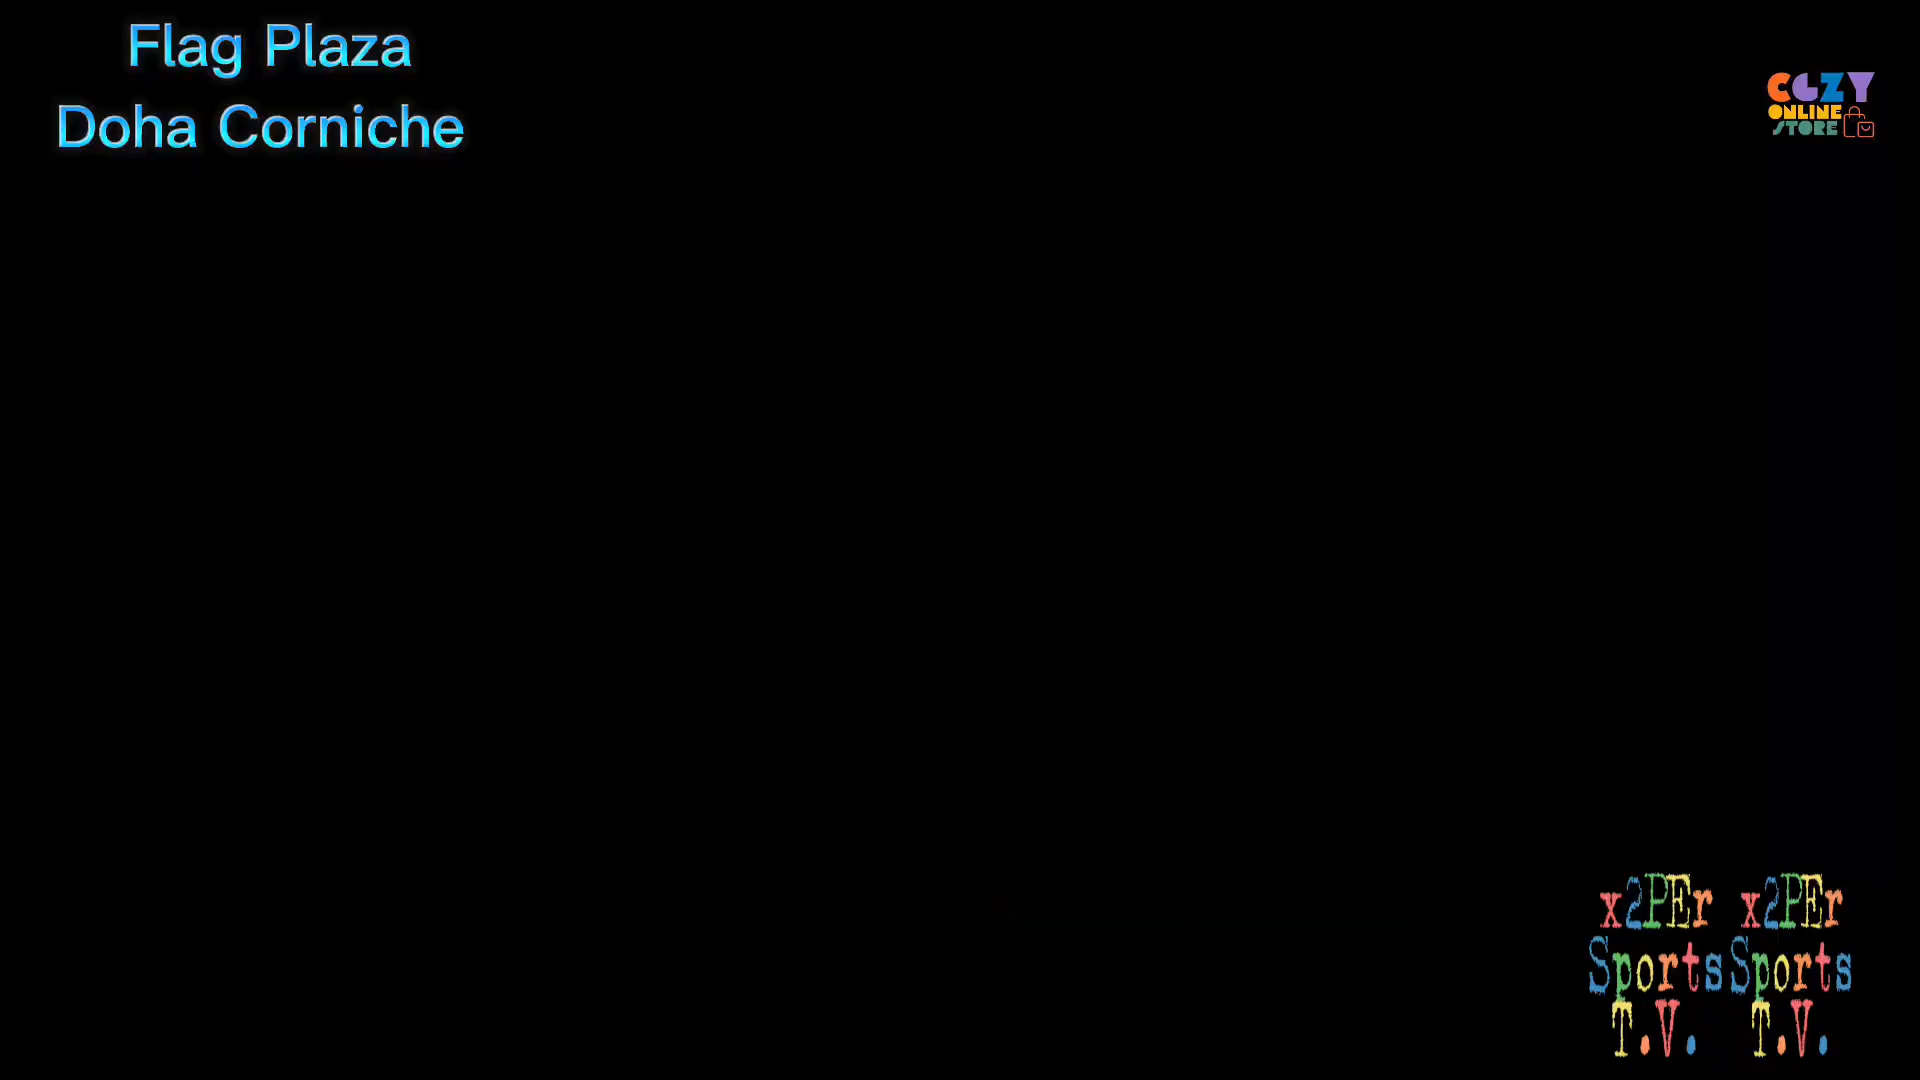 Flag Plaza
Doha Corniche
COZY
ONLINE
STORE
x2PEr x2PEr
Sports Sports
T.V. T.V.